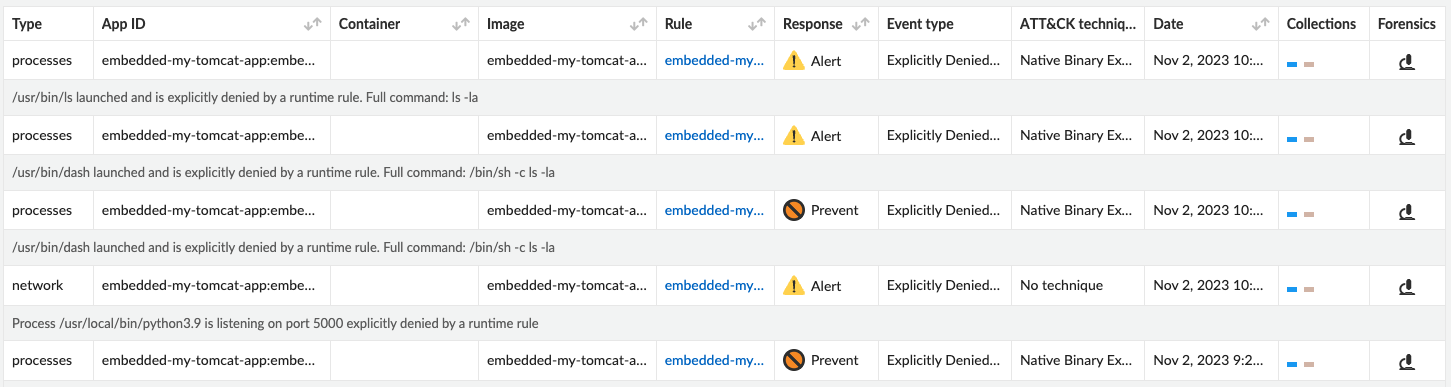 Type App ID Container Image Rule Response Event type ATT&CK techniq... Date Collections Forensics
processes embedded-my-tomcat-app:embe... embedded-my-tomcat-a... embedded-my... Alert Explicitly Denied... Native Binary Ex... Nov 2, 2023 10:...
/usr/bin/ls launched and is explicitly denied by a runtime rule. Full command: ls -la
processes embedded-my-tomcat-app:embe... embedded-my-tomcat-a... embedded-my... Alert Explicitly Denied... Native Binary Ex... Nov 2, 2023 10:...
/usr/bin/dash launched and is explicitly denied by a runtime rule. Full command: /bin/sh -c ls -la
processes embedded-my-tomcat-app:embe... embedded-my-tomcat-a... embedded-my... Prevent Explicitly Denied... Native Binary Ex... Nov 2, 2023 10:...
/usr/bin/dash launched and is explicitly denied by a runtime rule. Full command: /bin/sh -c ls -la
network embedded-my-tomcat-app:embe... embedded-my-tomcat-a... embedded-my... Alert Explicitly Denied... No technique Nov 2, 2023 10:...
Process /usr/local/bin/python3.9 is listening on port 5000 explicitly denied by a runtime rule
processes embedded-my-tomcat-app:embe... embedded-my-tomcat-a... embedded-my... Prevent Explicitly Denied... Native Binary Ex... Nov 2, 2023 9:2...